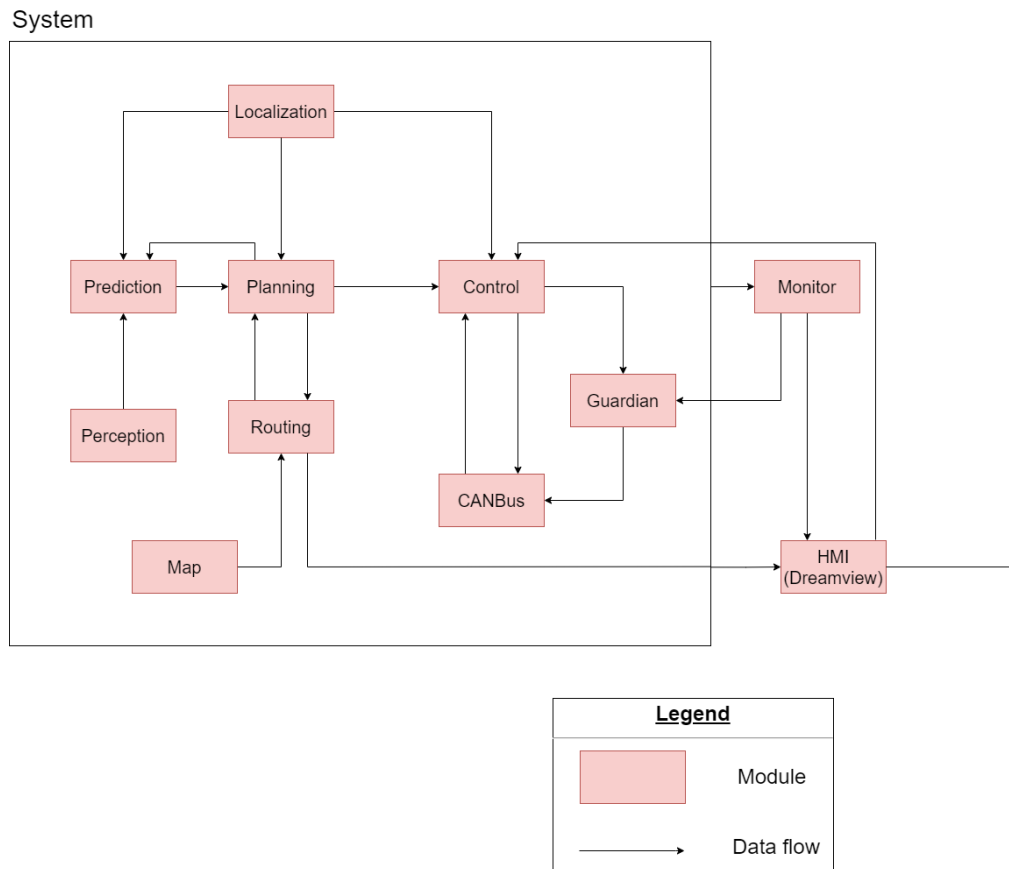 System
Localization
Prediction
Planning
Control
Monitor
Guardian
Perception
Routing
CANBus
Map
HMI
(Dreamview)
Legend
Module
Data flow